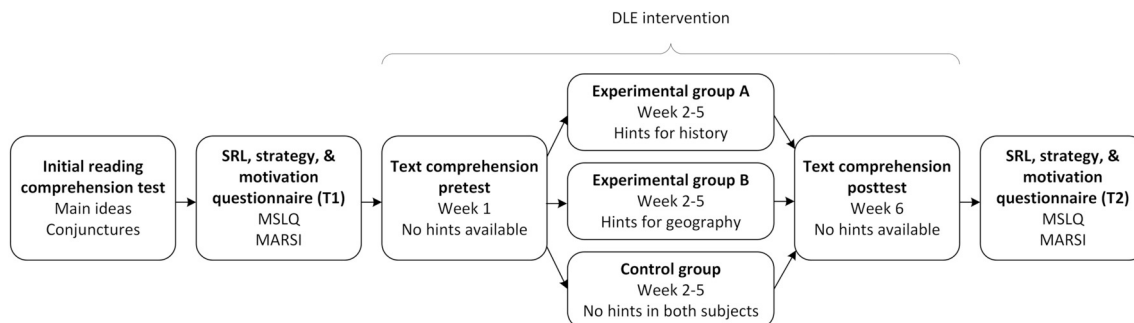 DLE intervention
Initial reading
comprehension test
Main ideas
Conjunctures
SRL, strategy, &
motivation
questionnaire (T1)
MSLQ
MARSI
Text comprehension
pretest
Week 1
No hints available
Experimental group A
Week 2-5
Hints for history
Experimental group B
Week 2-5
Hints for geography
Control group
Week 2-5
No hints in both subjects
Text comprehension
posttest
Week 6
No hints available
SRL, strategy, &
motivation
questionnaire (T2)
MSLQ
MARSI